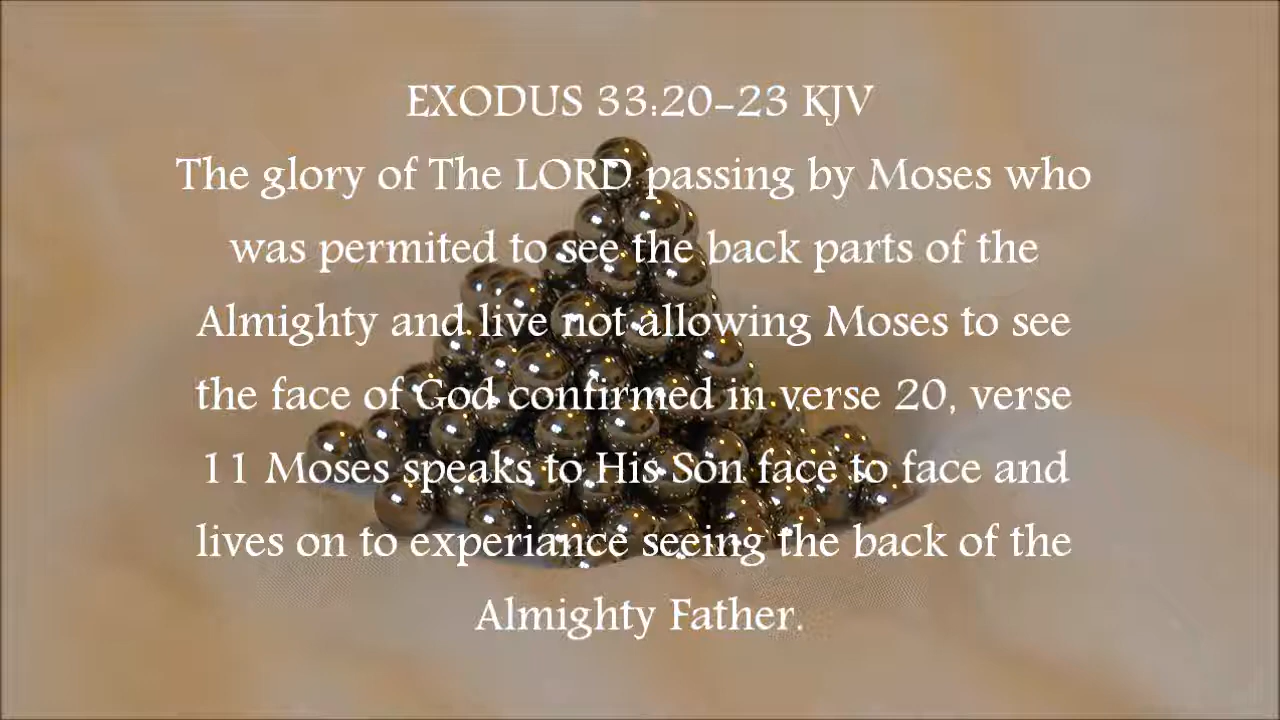 EXODUS 33:20-23 KJV
The glory of The LORD passing by Moses who
was permited to see the back parts of the
Almighty and live not allowing Moses to see
the face of God confirmed in verse 20, verse
11 Moses speaks to His Son face to face and
lives on to experiance seeing the back of the
Almighty Father.